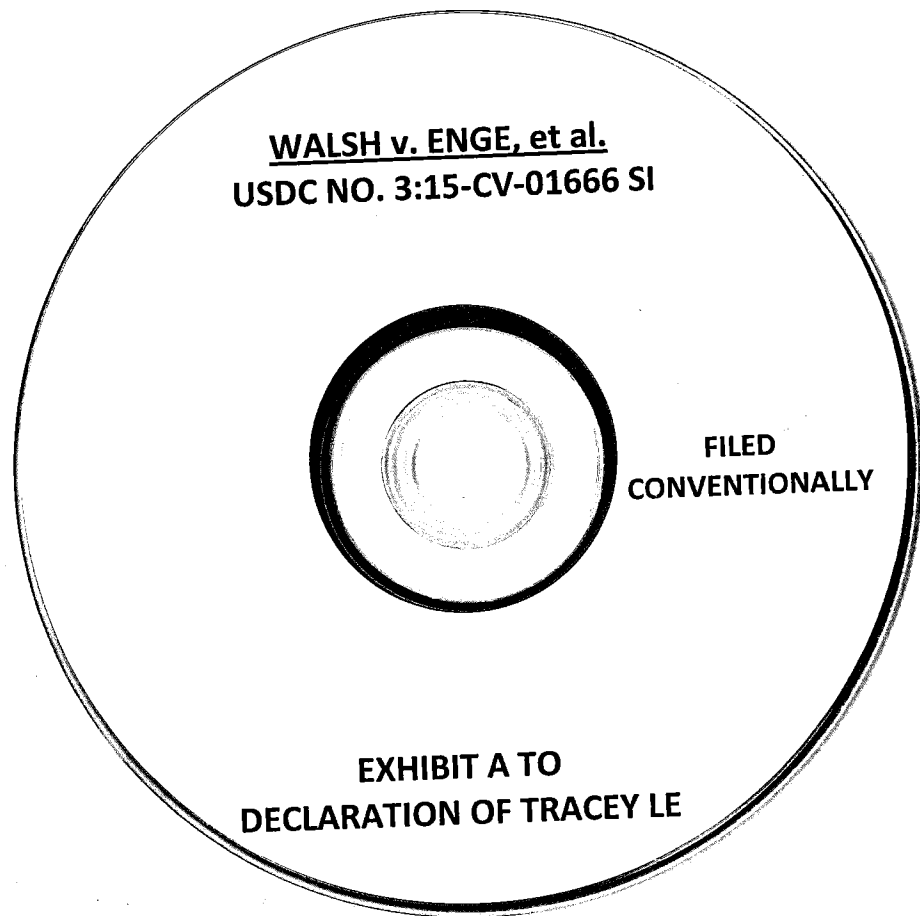 WALSH v. ENGE, et al.
USDC NO. 3:15-CV-01666 SI
FILED
CONVENTIONALLY
EXHIBIT A TO
DECLARATION OF TRACEY LE